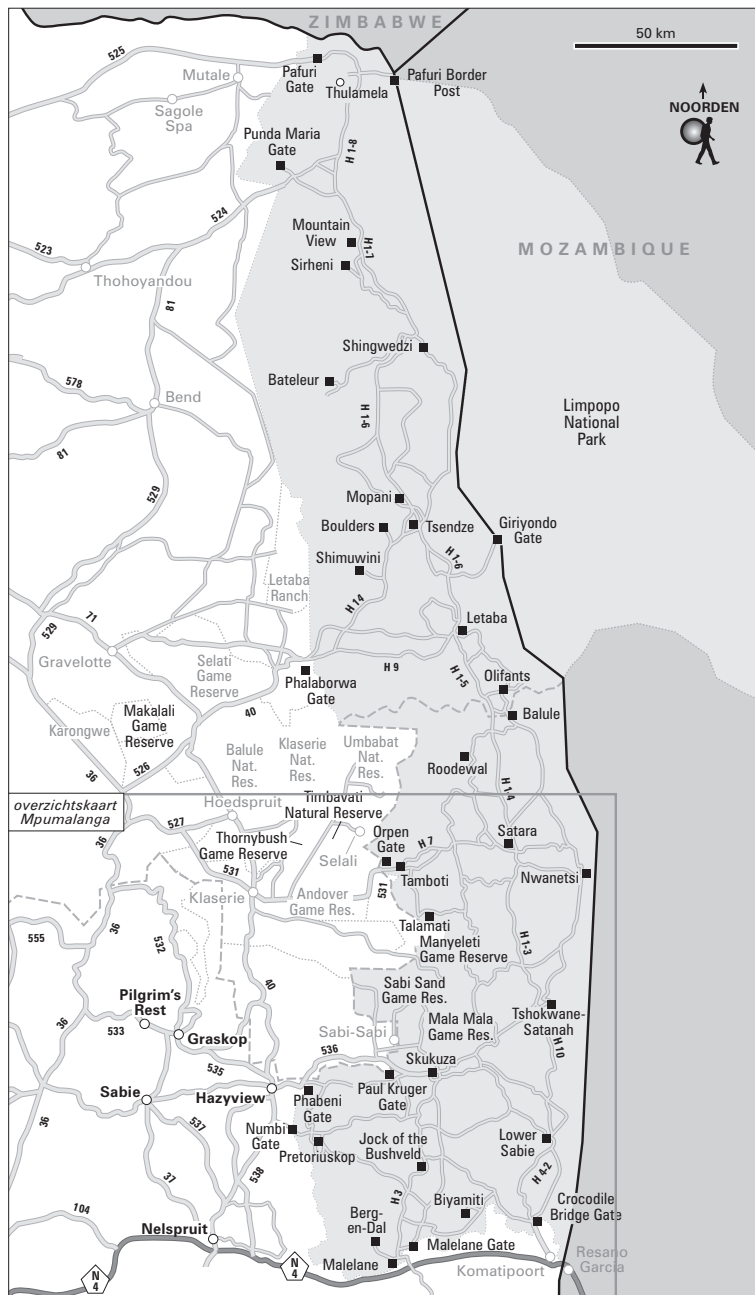 ZIMBABWE
50 km
525
Mutale
Pafuri
Gate
Thulamela
Pafuri Border
Post
NOORDEN
Sagole
Spa
Punda Maria
Gate
H 1-8
524
523
Mountain
View
H1-7
MOZAMBIQUE
Sirheni
Thohoyandou
81
Shingwedzi
578
Bateleur
Bend
H 1-6
Limpopo
National
Park
81
529
Mopani
Boulders
Tsendze
Giriyondo
Gate
Shimuwini
H 1-6
Letaba
Ranch
H 14
529
71
Letaba
Gravelotte
Selati
Game
Reserve
H 9
H 1-5
Phalaborwa
Gate
Olifants
Karongwe
Makalali
Game
Reserve
40
Balule
36
526
Balule
Nat.
Res.
Klaserie
Nat.
Res.
Umbabat
Nat.
Res.
Roodewal
overzichtskaart
Mpumalanga
Hoedspruit
Timbavati
Natural Reserve
H 1-4
36
527
Thornybush
Game Reserve
Selali
Orpen
Gate
H 7
Satara
531
Tamboti
Nwanetsi
Klaserie
Andover
Game Res.
531
Talamati
Manyeleti
Game Reserve
H 1-3
555
36
532
40
Sabi Sand
Game Res.
Pilgrim's
Rest
36
533
Graskop
Sabi-Sabi
Mala Mala
Game Res.
Tshokwane-
Satanah
H 10
536
Skukuza
535
Sabie
Hazyview
Phabeni
Gate
Paul Kruger
Gate
36
537
Numbi
Gate
Pretoriuskop
Jock of the
Bushveld
Lower
Sabie
37
538
H 4-2
104
H 3
Biyamiti
Crocodile
Bridge Gate
Nelspruit
Berg-
en-Dal
N
4
N
4
Malelane
Malelane Gate
Komatipoort
Resano
Garcia